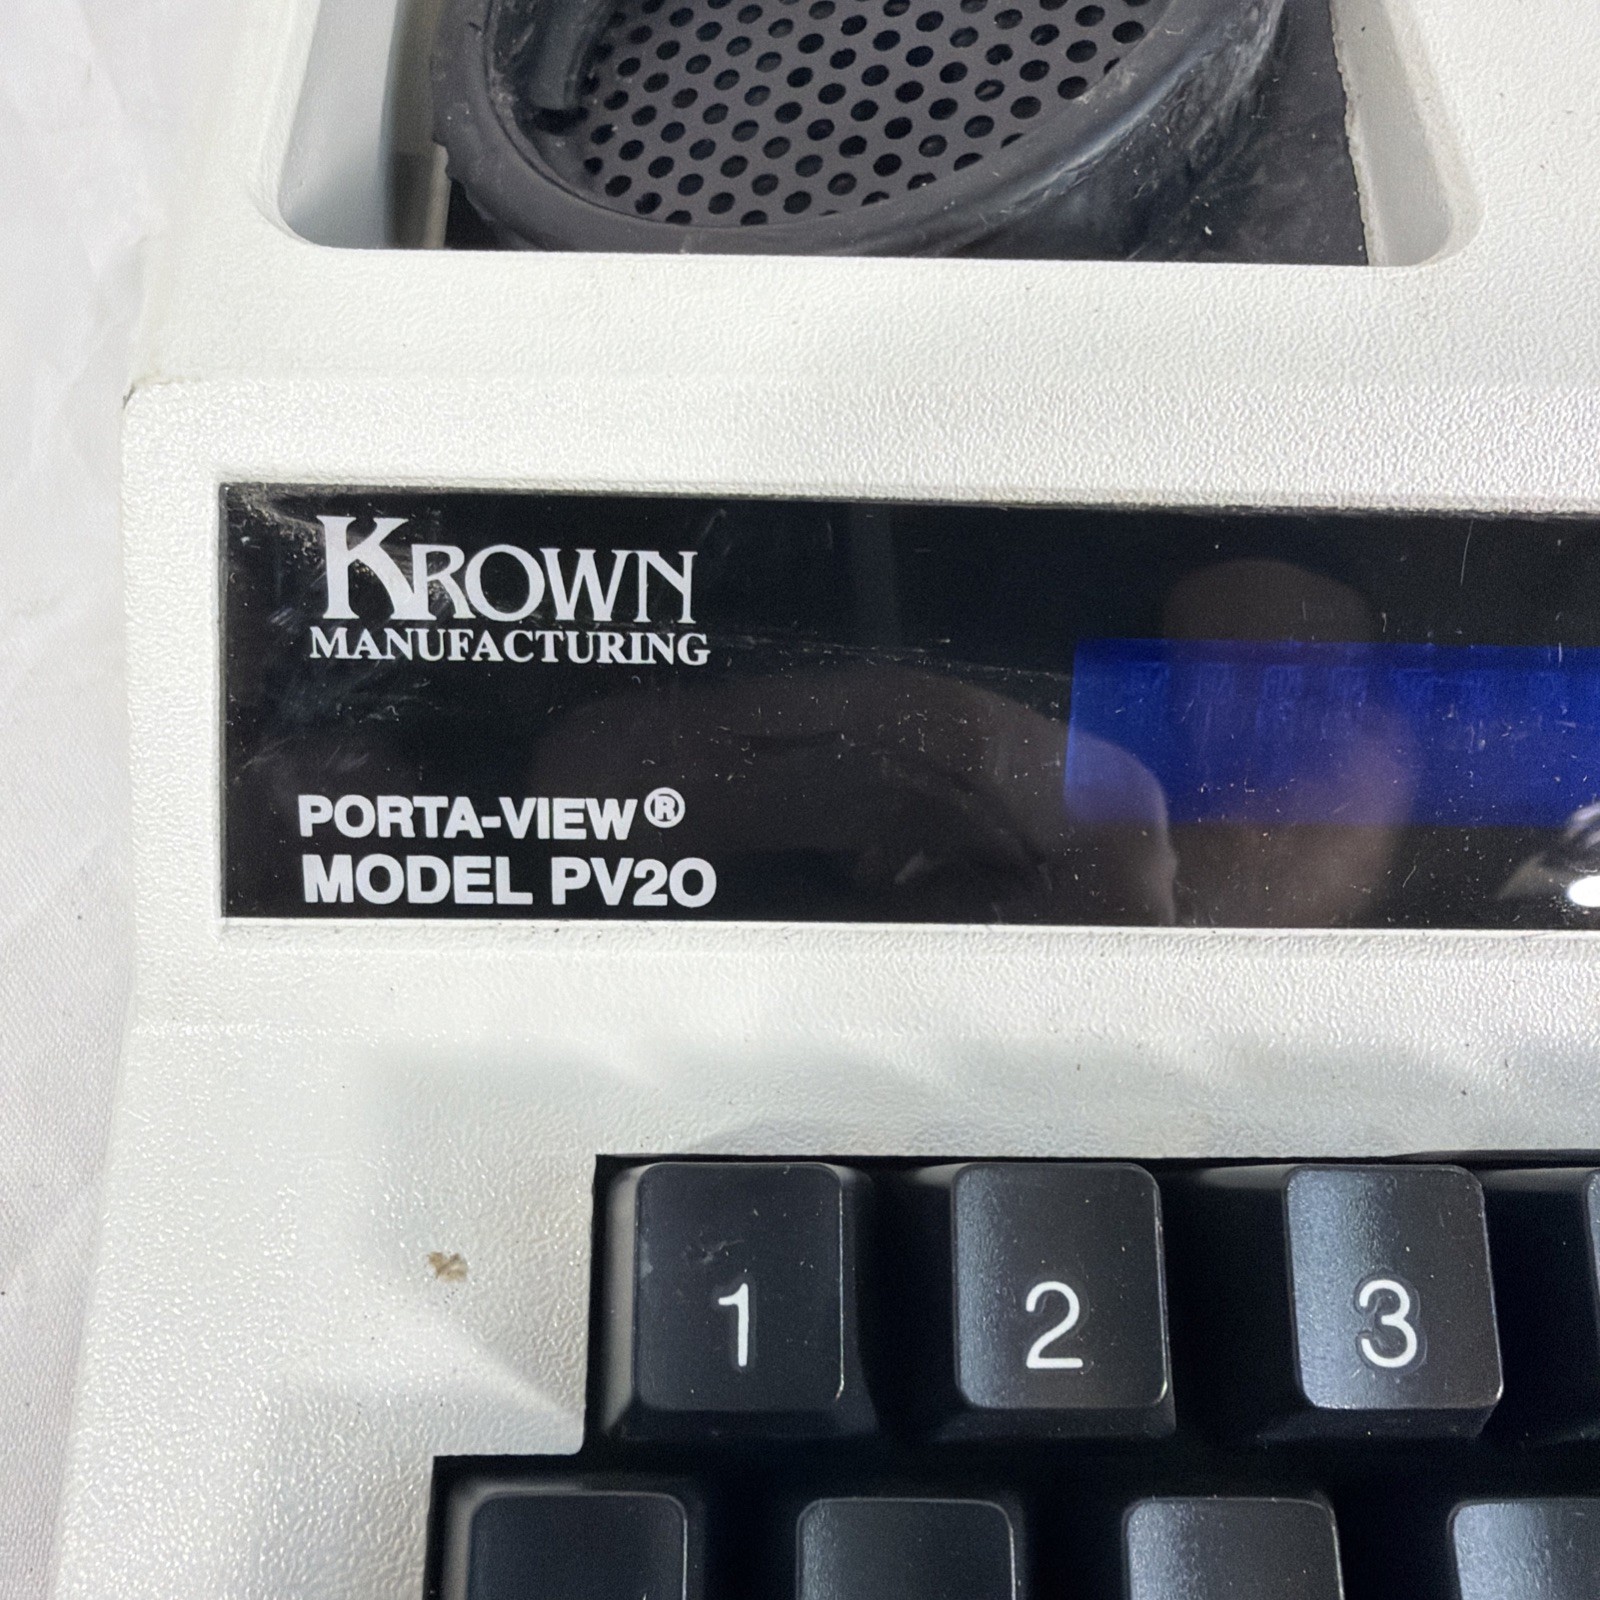 KROWN
MANUFACTURING
PORTA-VIEW®
MODEL PV20
1 2 3